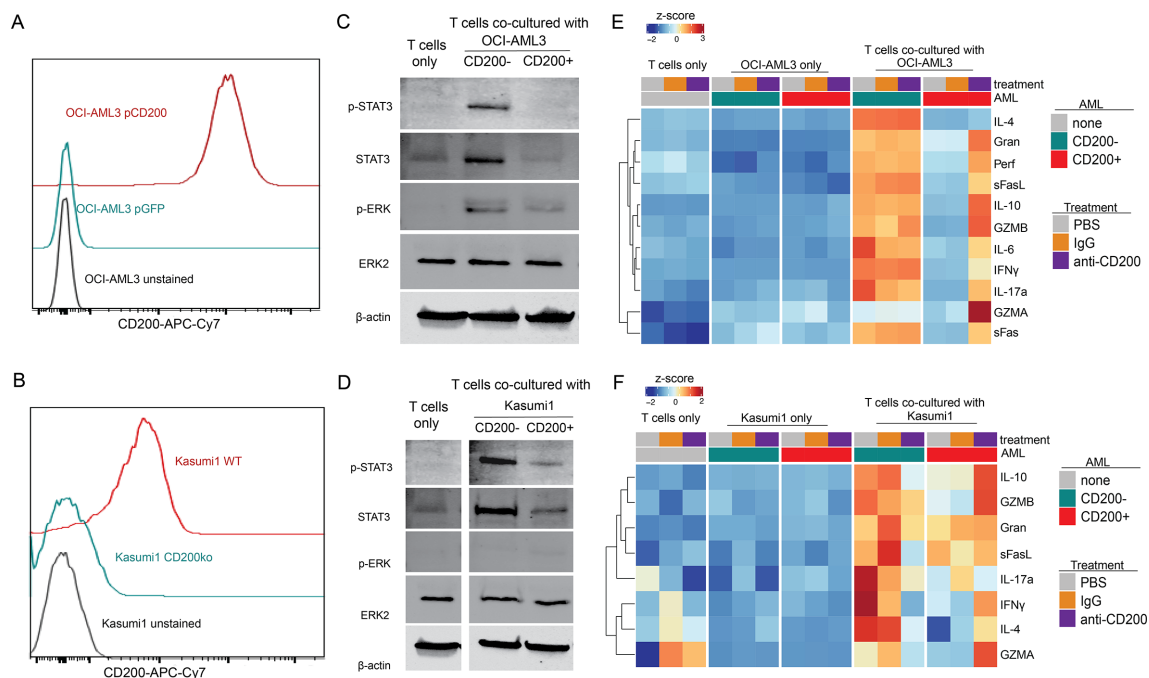 A
OCI-AML3 pCD200
OCI-AML3 pGFP
OCI-AML3 unstained
CD200-APC-Cy7
B
Kasumi1 WT
Kasumi1 CD200ko
Kasumi1 unstained
CD200-APC-Cy7
C
T cells co-cultured with
OCI-AML3
T cells
only
CD200- CD200+
p-STAT3
STAT3
p-ERK
ERK2
β-actin
D
T cells co-cultured with
Kasumi1
T cells
only
CD200- CD200+
p-STAT3
STAT3
p-ERK
ERK2
β-actin
E
z-score
-2 0 3
T cells only
OCI-AML3 only
T cells co-cultured with
OCI-AML3
treatment
AML
IL-4
Gran
Perf
sFasL
IL-10
GZMB
IL-6
IFNγ
IL-17a
GZMA
sFas
AML
none
CD200-
CD200+
Treatment
PBS
IgG
anti-CD200
F
z-score
-2 0 2
T cells only
Kasumi1 only
T cells co-cultured with
Kasumi1
treatment
AML
IL-10
GZMB
Gran
sFasL
IL-17a
IFNγ
IL-4
GZMA
AML
none
CD200-
CD200+
Treatment
PBS
IgG
anti-CD200